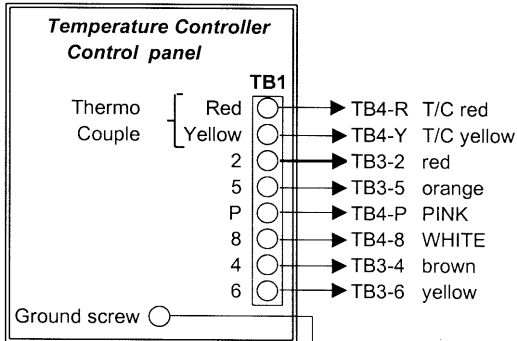 Temperature Controller
Control panel
TB1
Thermo Red TB4-R T/C red
Couple Yellow TB4-Y T/C yellow
2 TB3-2 red
5 TB3-5 orange
P TB4-P PINK
8 TB4-8 WHITE
4 TB3-4 brown
6 TB3-6 yellow
Ground screw